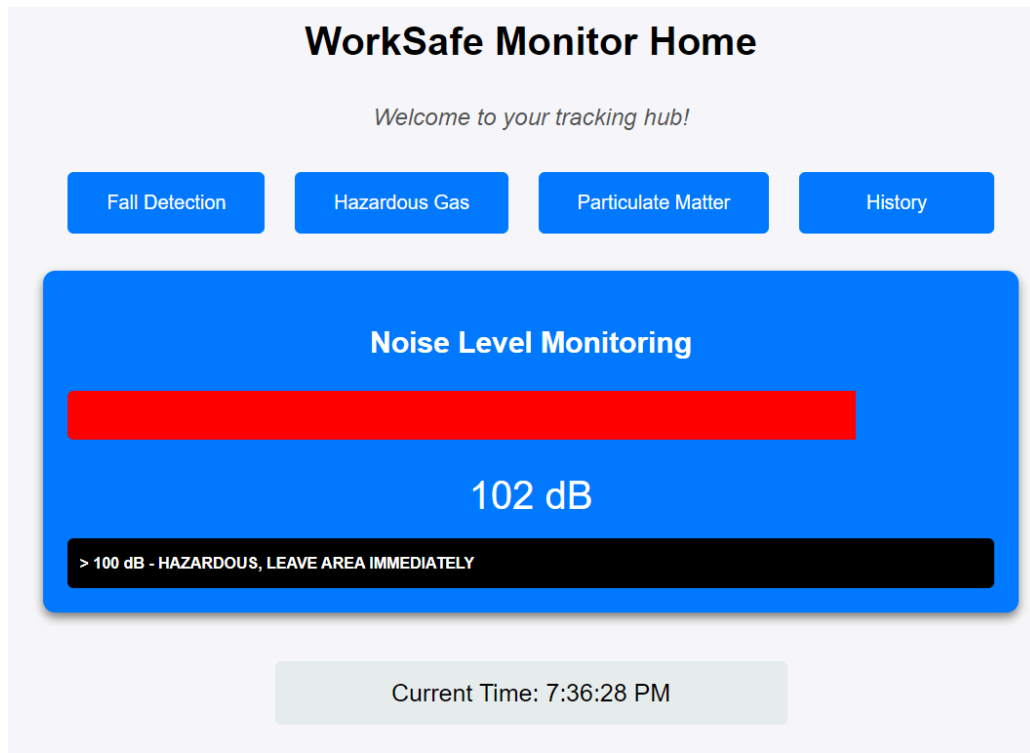 WorkSafe Monitor Home
Welcome to your tracking hub!
Fall Detection
Hazardous Gas
Particulate Matter
History
Noise Level Monitoring
102 dB
> 100 dB - HAZARDOUS, LEAVE AREA IMMEDIATELY
Current Time: 7:36:28 PM